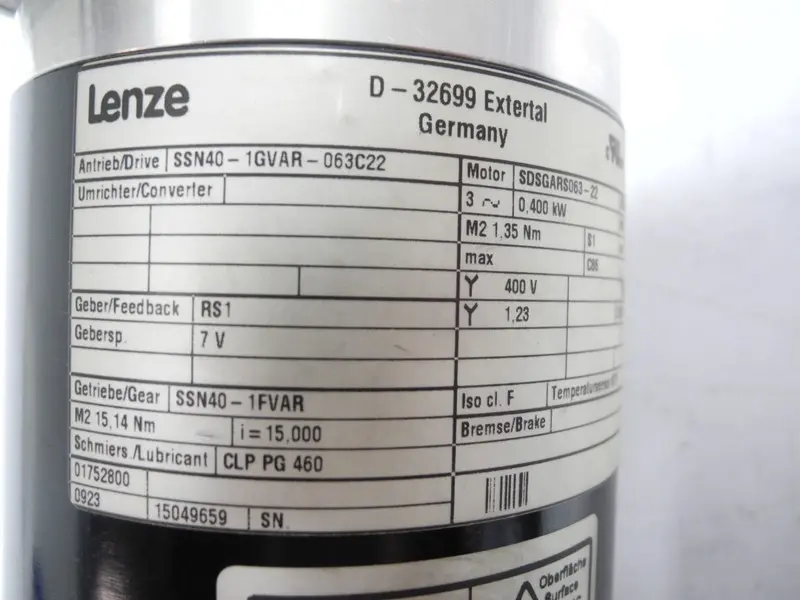 Lenze
D-32699 Extertal
Germany
Antrieb/Drive SSN40-1GVAR-063C22
Umrichter/Converter
Geber/Feedback RS1
Gebersp. 7 V
Getriebe/Gear SSN40-1FVAR
M2 15,14 Nm i=15,000
Schmiers./Lubricant CLP PG 460
01752800
0923 15049659 SN.
Motor SDSGARS063-22
3 ~ 0,400 kW
M2 1,35 Nm S1
max C86
Y 400 V
Y 1,23
Iso cl. F
Bremse/Brake
Oberfläche
Surface